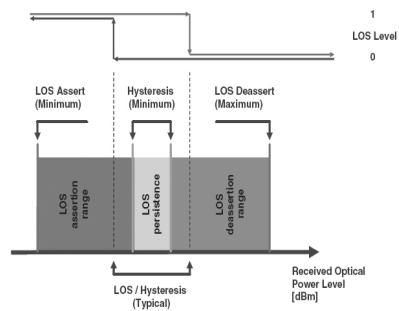 1
LOS Level
0
LOS Assert
(Minimum)
Hysteresis
(Minimum)
LOS Deassert
(Maximum)
LOS
assertion
range
LOS
persistence
LOS
deassertion
range
Received Optical
Power Level
[dBm]
LOS / Hysteresis
(Typical)